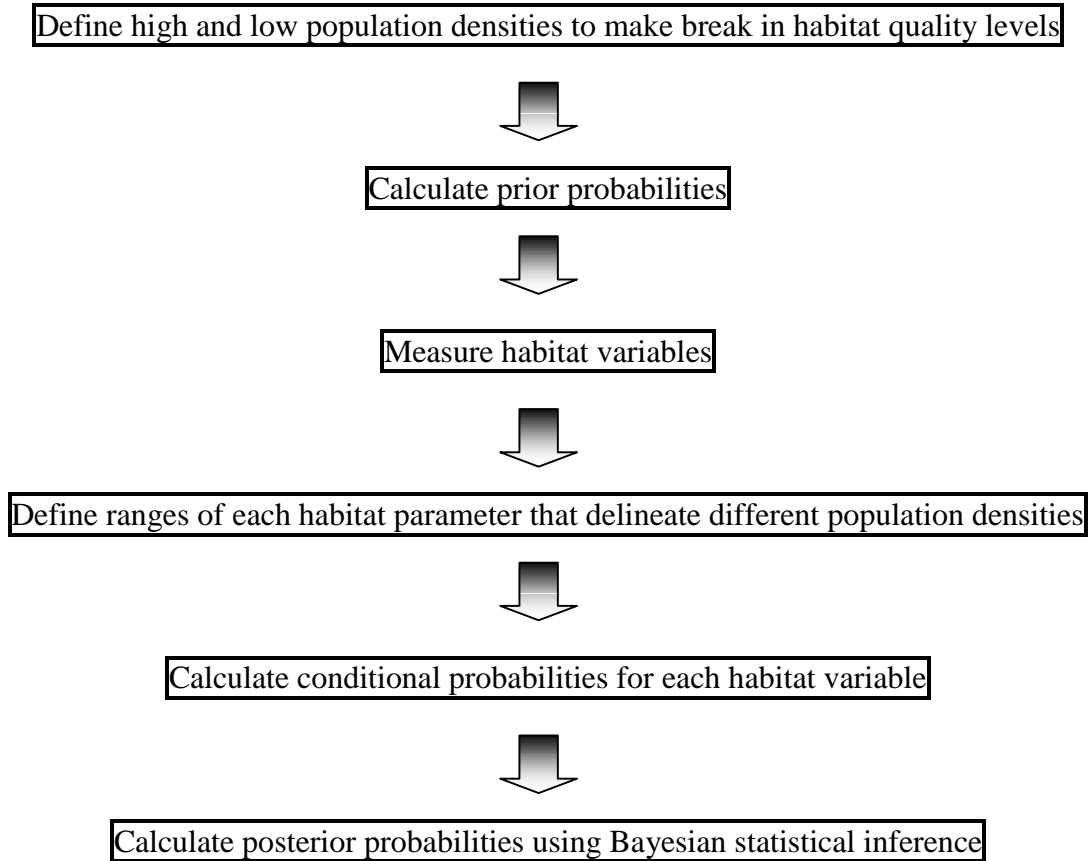 Define high and low population densities to make break in habitat quality levels
Calculate prior probabilities
Measure habitat variables
Define ranges of each habitat parameter that delineate different population densities
Calculate conditional probabilities for each habitat variable
Calculate posterior probabilities using Bayesian statistical inference